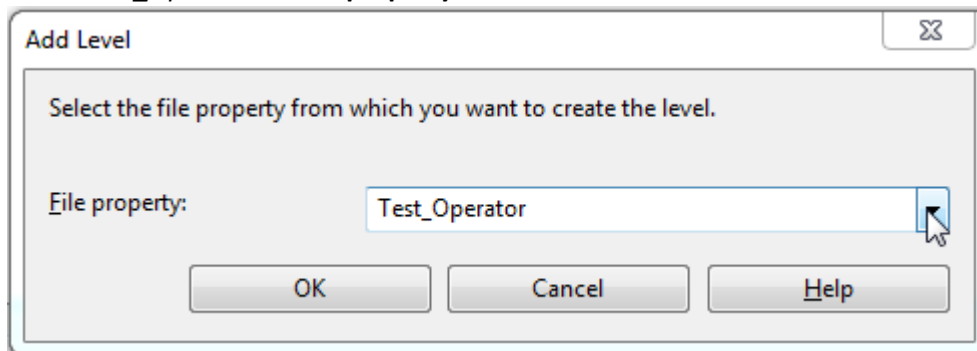 Add Level
Select the file property from which you want to create the level.
File property:
Test_Operator
OK
Cancel
Help